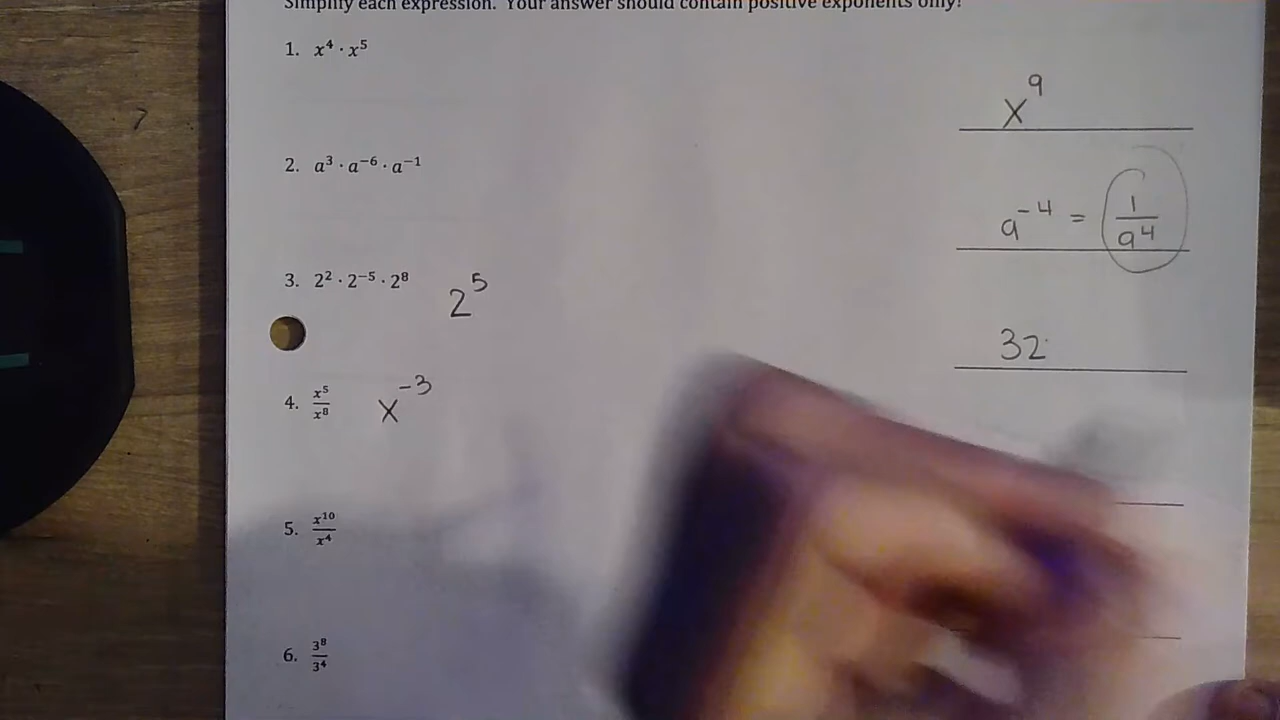 Simplify each expression. Your answer should contain positive exponents only!
1. x⁴ · x⁵
x⁹
2. a³ · a⁻⁶ · a⁻¹
a⁻⁴ = 1/a⁴
3. 2² · 2⁻⁵ · 2⁸ 2⁵
32
4. x⁵/x⁸ x⁻³
5. x¹⁰/x⁴
6. 3⁸/3⁴